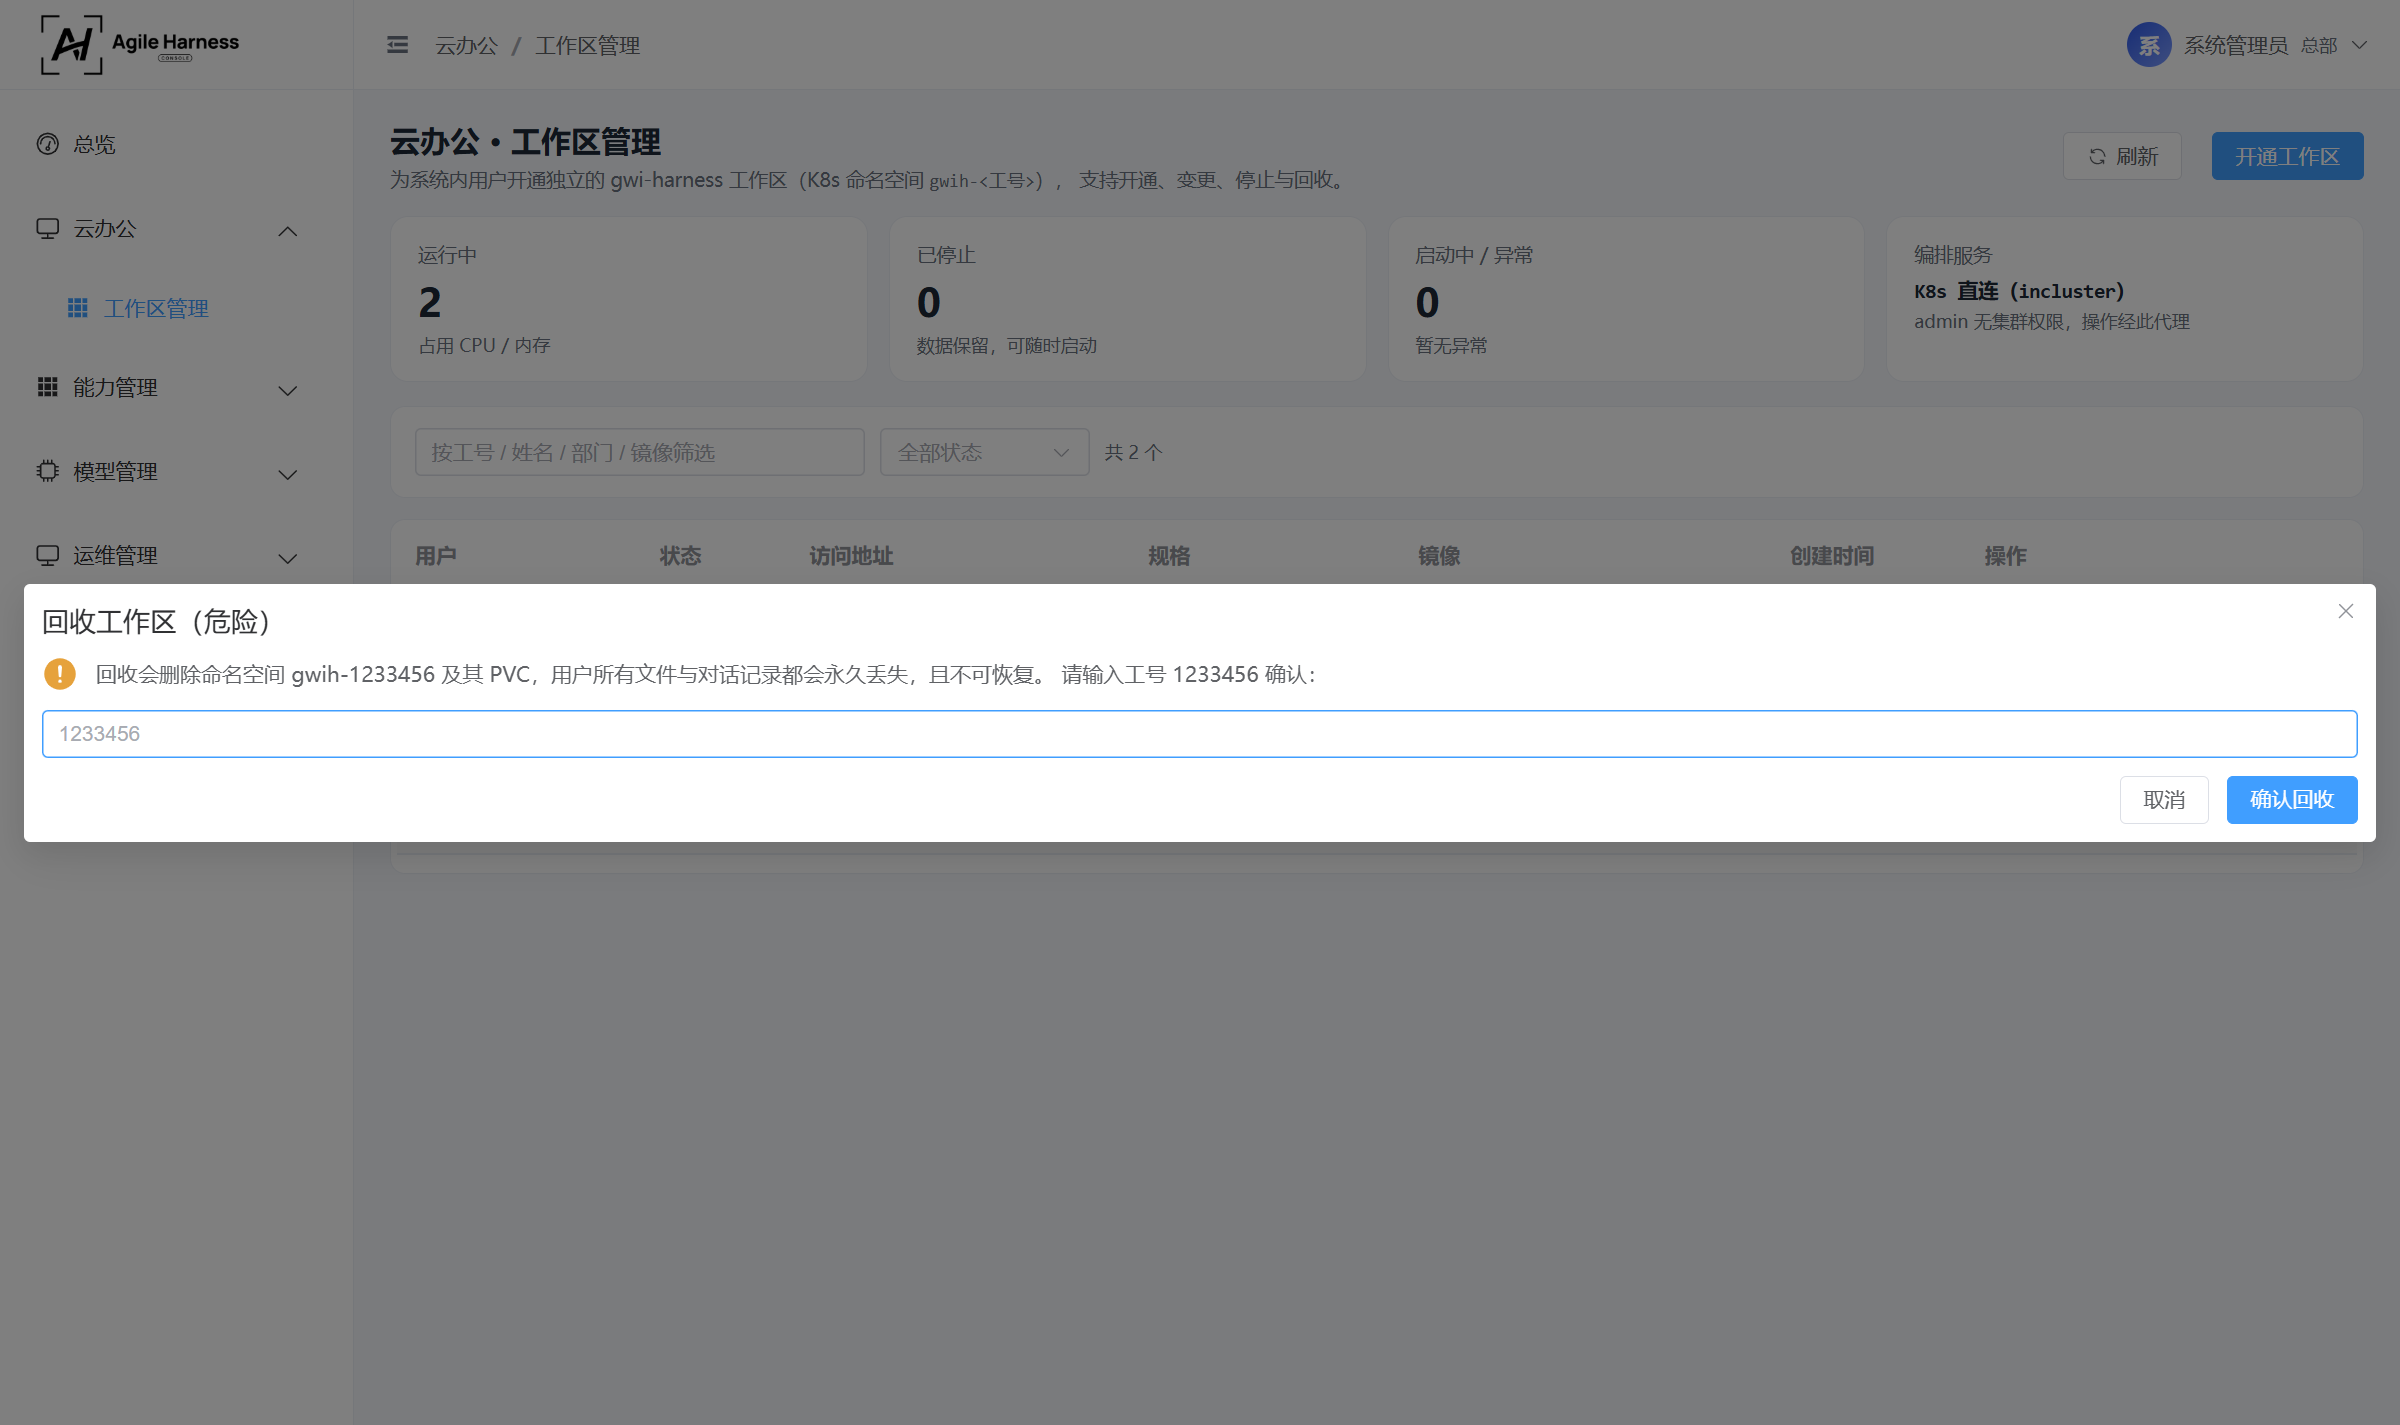 Agile Harness
CONSOLE
云办公 / 工作区管理
系 系统管理员 总部
总览
云办公
工作区管理
能力管理
模型管理
运维管理
云办公 · 工作区管理
为系统内用户开通独立的 gwi-harness 工作区（K8s 命名空间 gwih-<工号>），支持开通、变更、停止与回收。
刷新
开通工作区
运行中
2
占用 CPU / 内存
已停止
0
数据保留，可随时启动
启动中 / 异常
0
暂无异常
编排服务
K8s 直连（incluster）
admin 无集群权限，操作经此代理
按工号 / 姓名 / 部门 / 镜像筛选
全部状态
共 2 个
用户 状态 访问地址 规格 镜像 创建时间 操作
回收工作区（危险）
回收会删除命名空间 gwih-1233456 及其 PVC，用户所有文件与对话记录都会永久丢失，且不可恢复。 请输入工号 1233456 确认：
1233456
取消
确认回收